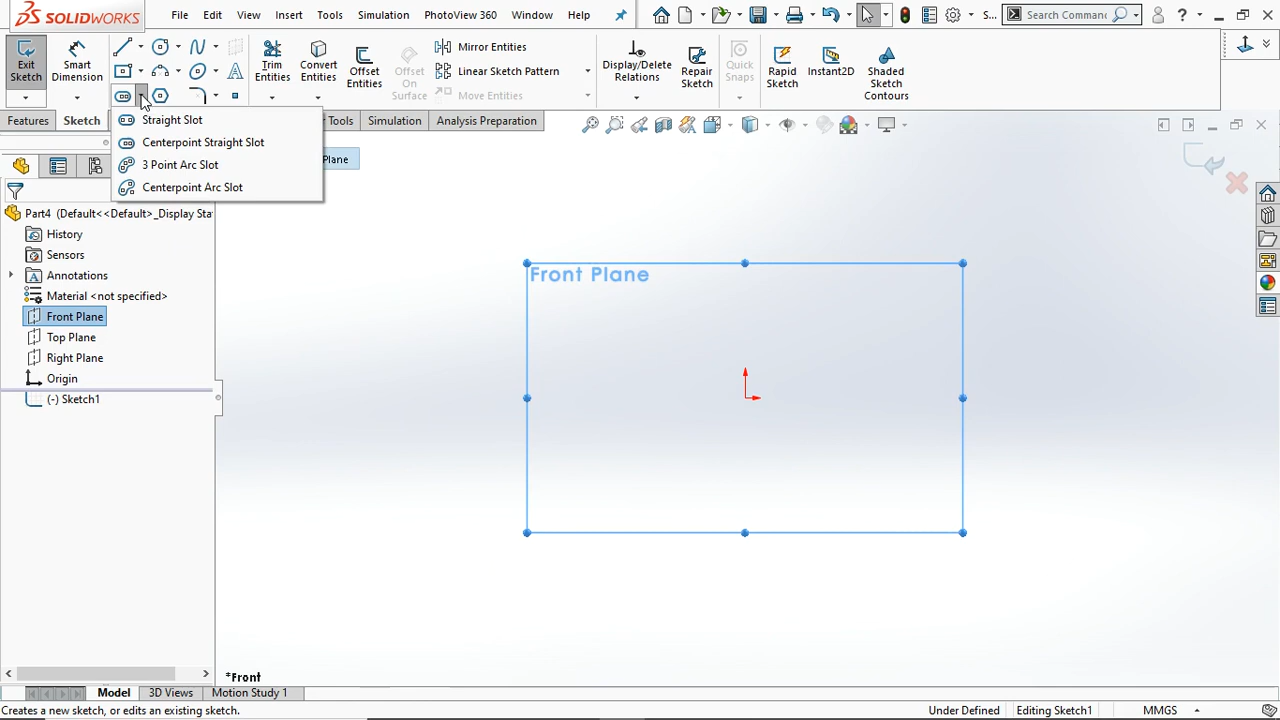 SOLIDWORKS File Edit View Insert Tools Simulation PhotoView 360 Window Help S... Search Comman ?
Exit Sketch Smart Dimension Trim Entities Convert Entities Offset Entities Offset On Surface Mirror Entities Linear Sketch Pattern Move Entities Display/Delete Relations Repair Sketch Quick Snaps Rapid Sketch Instant2D Shaded Sketch Contours
Features Sketch Tools Simulation Analysis Preparation
Straight Slot
Centerpoint Straight Slot
3 Point Arc Slot
Centerpoint Arc Slot
Plane
Part4 (Default<<Default>_Display Sta
History
Sensors
Annotations
Material <not specified>
Front Plane
Top Plane
Right Plane
Origin
(-) Sketch1
Front Plane
*Front
Model 3D Views Motion Study 1
Creates a new sketch, or edits an existing sketch. Under Defined Editing Sketch1 MMGS